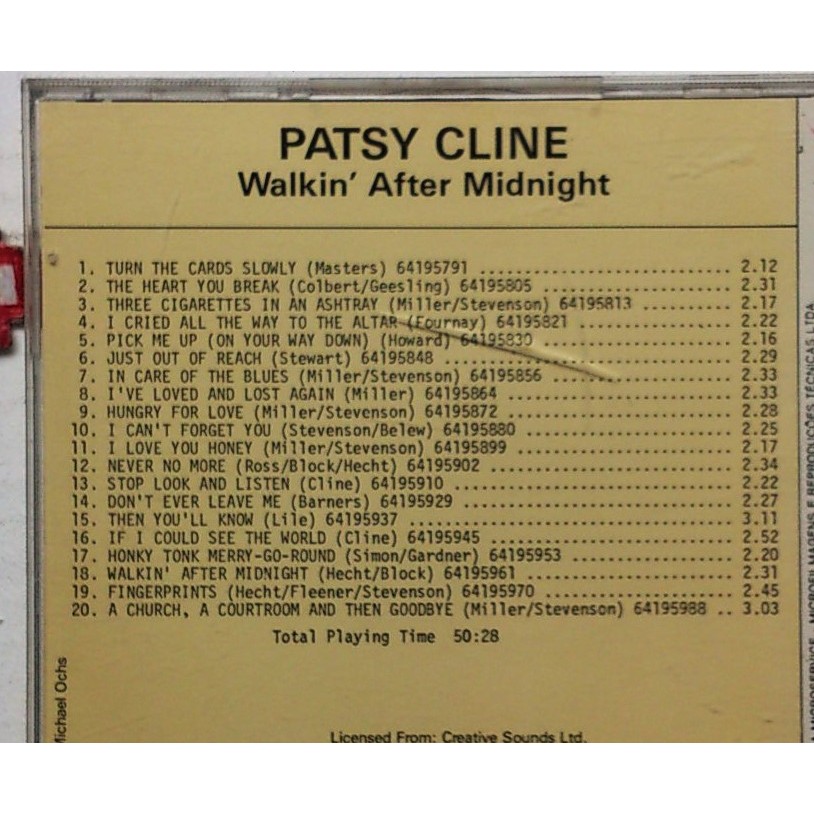 PATSY CLINE
Walkin' After Midnight
1. TURN THE CARDS SLOWLY (Masters) 64195791 ............................ 2.12
2. THE HEART YOU BREAK (Colbert/Geesling) 64195805 ..................... 2.31
3. THREE CIGARETTES IN AN ASHTRAY (Miller/Stevenson) 64195813 .......... 2.17
4. I CRIED ALL THE WAY TO THE ALTAR (Fournay) 64195821 ................. 2.22
5. PICK ME UP (ON YOUR WAY DOWN) (Howard) 64195830 ..................... 2.16
6. JUST OUT OF REACH (Stewart) 64195848 ................................ 2.29
7. IN CARE OF THE BLUES (Miller/Stevenson) 64195856 .................... 2.33
8. I'VE LOVED AND LOST AGAIN (Miller) 64195864 ......................... 2.33
9. HUNGRY FOR LOVE (Miller/Stevenson) 64195872 ......................... 2.28
10. I CAN'T FORGET YOU (Stevenson/Belew) 64195880 ...................... 2.25
11. I LOVE YOU HONEY (Miller/Stevenson) 64195899 ....................... 2.17
12. NEVER NO MORE (Ross/Block/Hecht) 64195902 .......................... 2.34
13. STOP LOOK AND LISTEN (Cline) 64195910 .............................. 2.22
14. DON'T EVER LEAVE ME (Barners) 64195929 ............................. 2.27
15. THEN YOU'LL KNOW (Lile) 64195937 ................................... 3.11
16. IF I COULD SEE THE WORLD (Cline) 64195945 .......................... 2.52
17. HONKY TONK MERRY-GO-ROUND (Simon/Gardner) 64195953 ................. 2.20
18. WALKIN' AFTER MIDNIGHT (Hecht/Block) 64195961 ...................... 2.31
19. FINGERPRINTS (Hecht/Fleener/Stevenson) 64195970 .................... 2.45
20. A CHURCH, A COURTROOM AND THEN GOODBYE (Miller/Stevenson) 64195988 .. 3.03
Total Playing Time 50:28
Michael Ochs
Licensed From: Creative Sounds Ltd.
MICROSERVICE - MICROFILMAGENS E REPRODUÇÕES TÉCNICAS LTDA